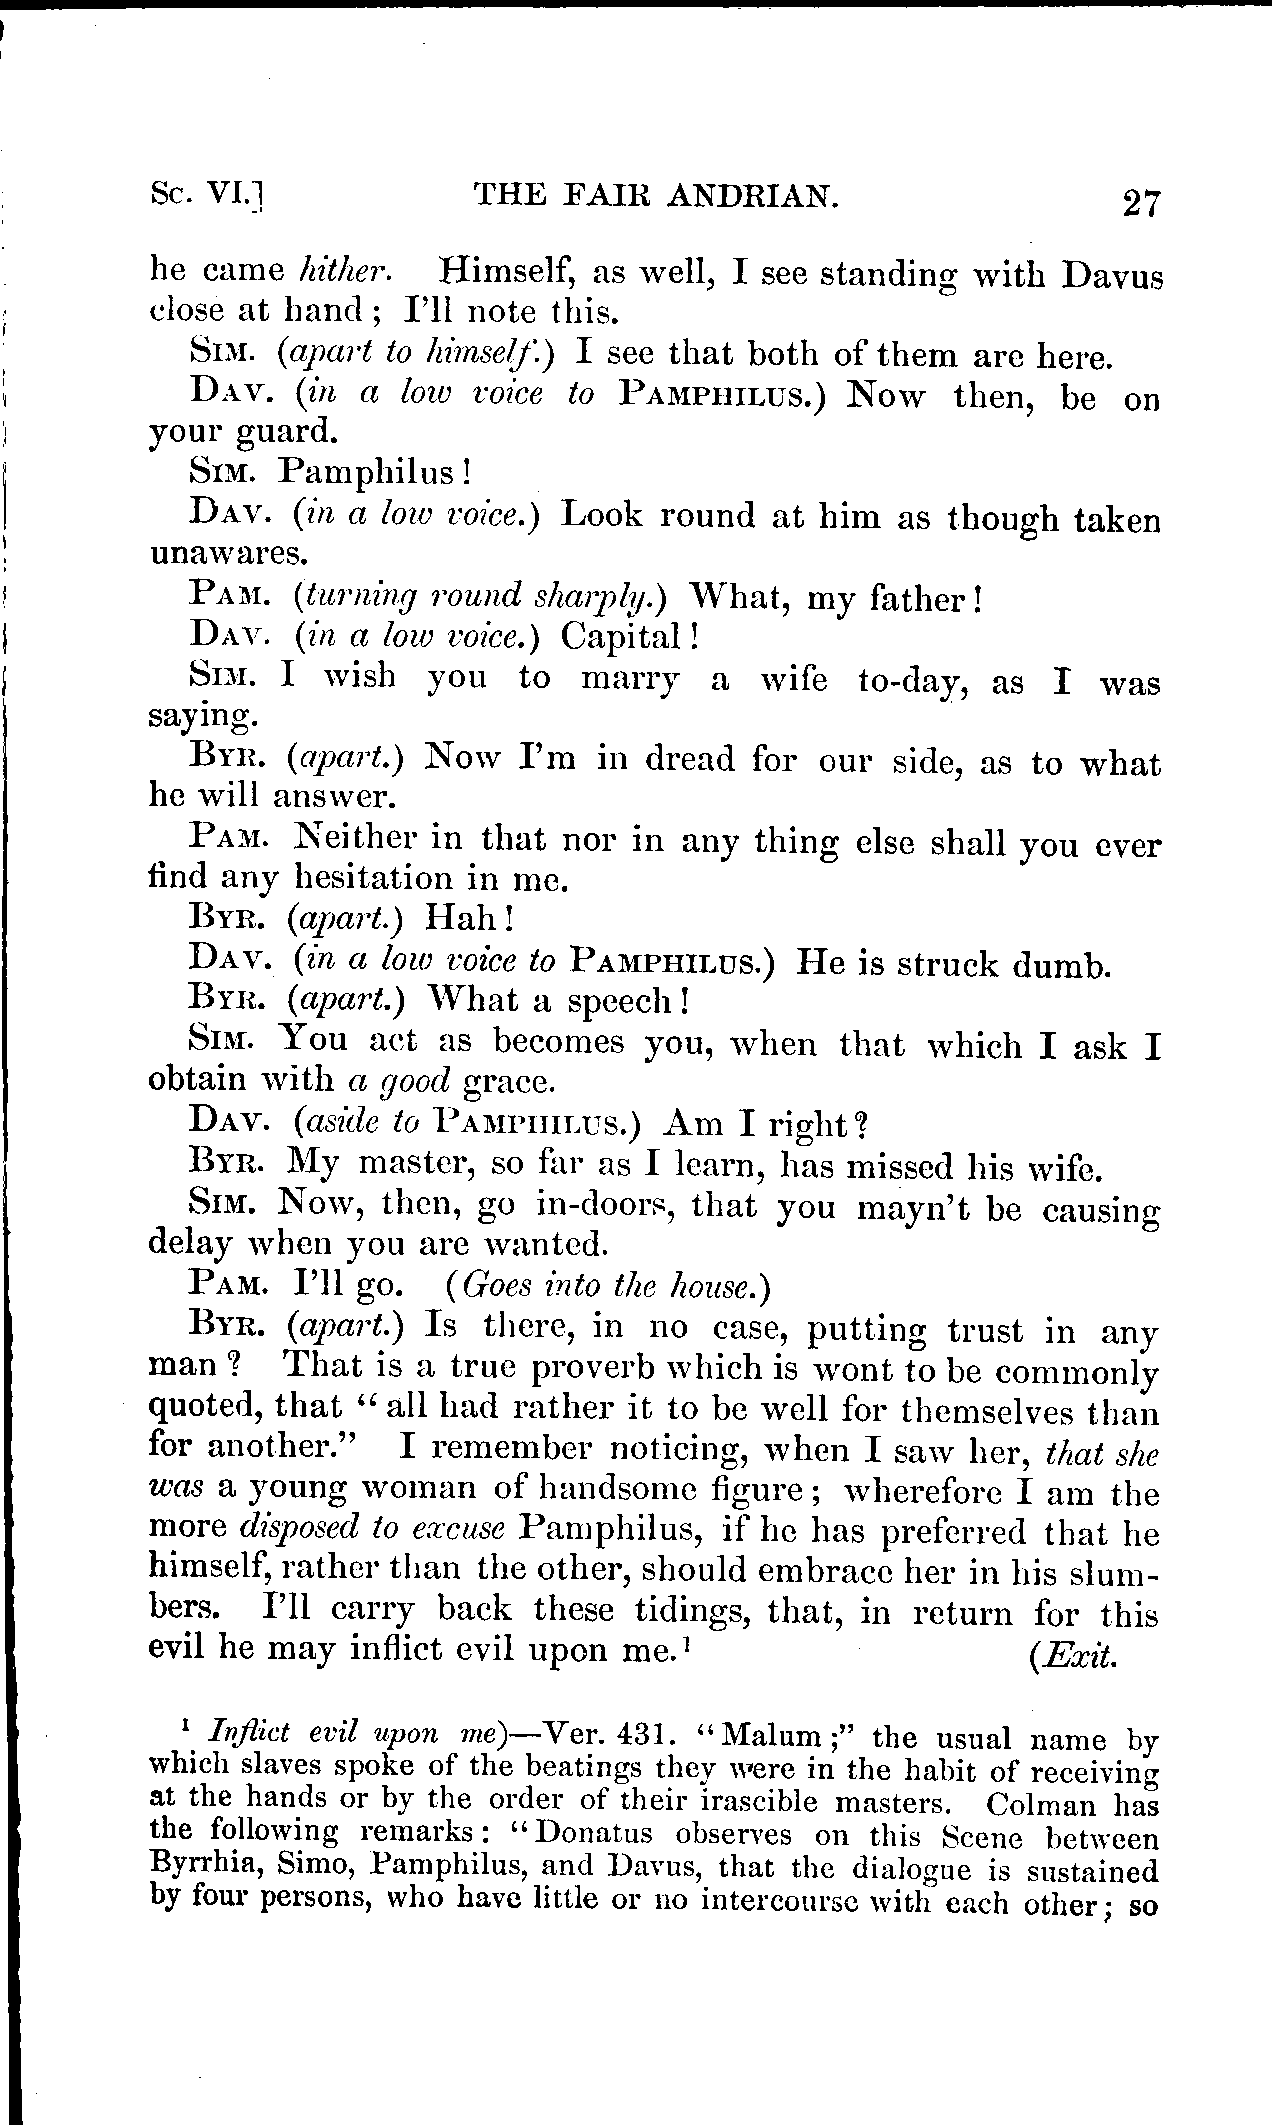 Sc. VI.] THE FAIR ANDRIAN. 27
he came hither. Himself, as well, I see standing with Davus
close at hand; I'll note this.
Sim. (apart to himself.) I see that both of them are here.
Dav. (in a low voice to Pamphilus.) Now then, be on
your guard.
Sim. Pamphilus!
Dav. (in a low voice.) Look round at him as though taken
unawares.
Pam. (turning round sharply.) What, my father!
Dav. (in a low voice.) Capital!
Sim. I wish you to marry a wife to-day, as I was
saying.
Byr. (apart.) Now I'm in dread for our side, as to what
he will answer.
Pam. Neither in that nor in any thing else shall you ever
find any hesitation in me.
Byr. (apart.) Hah!
Dav. (in a low voice to Pamphilus.) He is struck dumb.
Byr. (apart.) What a speech!
Sim. You act as becomes you, when that which I ask I
obtain with a good grace.
Dav. (aside to Pamphilus.) Am I right?
Byr. My master, so far as I learn, has missed his wife.
Sim. Now, then, go in-doors, that you mayn't be causing
delay when you are wanted.
Pam. I'll go. (Goes into the house.)
Byr. (apart.) Is there, in no case, putting trust in any
man? That is a true proverb which is wont to be commonly
quoted, that "all had rather it to be well for themselves than
for another." I remember noticing, when I saw her, that she
was a young woman of handsome figure; wherefore I am the
more disposed to excuse Pamphilus, if he has preferred that he
himself, rather than the other, should embrace her in his slum-
bers. I'll carry back these tidings, that, in return for this
evil he may inflict evil upon me.¹ (Exit.
¹ Inflict evil upon me)—Ver. 431. "Malum;" the usual name by
which slaves spoke of the beatings they were in the habit of receiving
at the hands or by the order of their irascible masters. Colman has
the following remarks: "Donatus observes on this Scene between
Byrrhia, Simo, Pamphilus, and Davus, that the dialogue is sustained
by four persons, who have little or no intercourse with each other; so